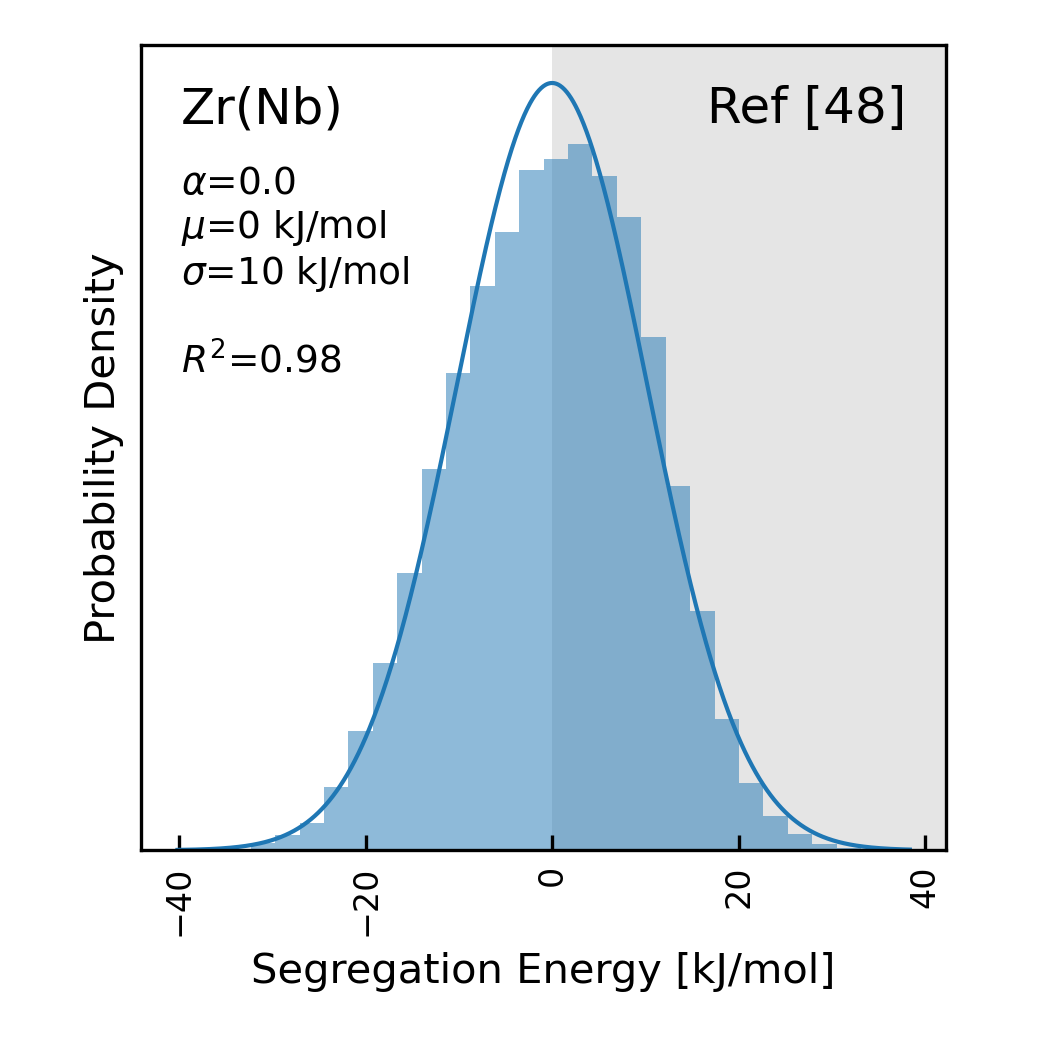 Zr(Nb)
Ref [48]
α=0.0
μ=0 kJ/mol
σ=10 kJ/mol
R²=0.98
Probability Density
−40
−20
0
20
40
Segregation Energy [kJ/mol]